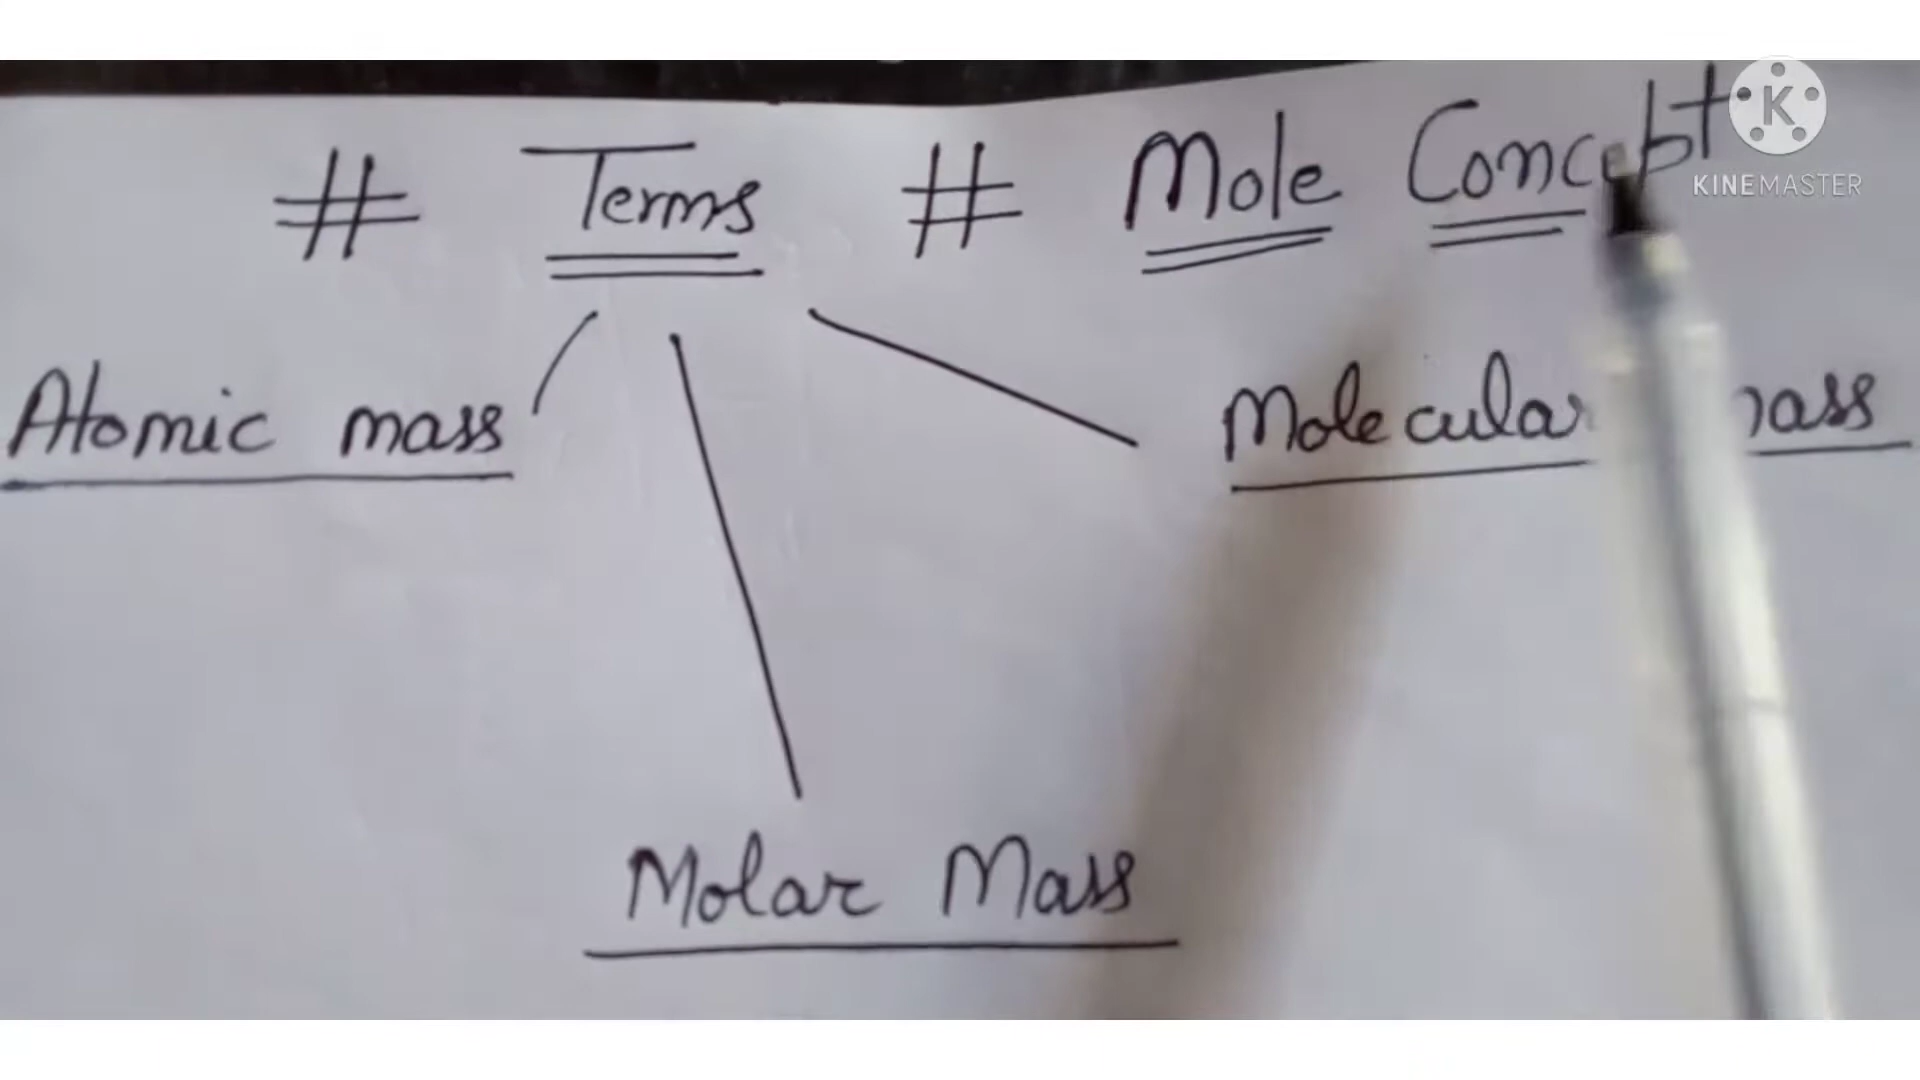 # Terms # Mole Concept
KINEMASTER
Atomic mass Molecular mass
Molar Mass